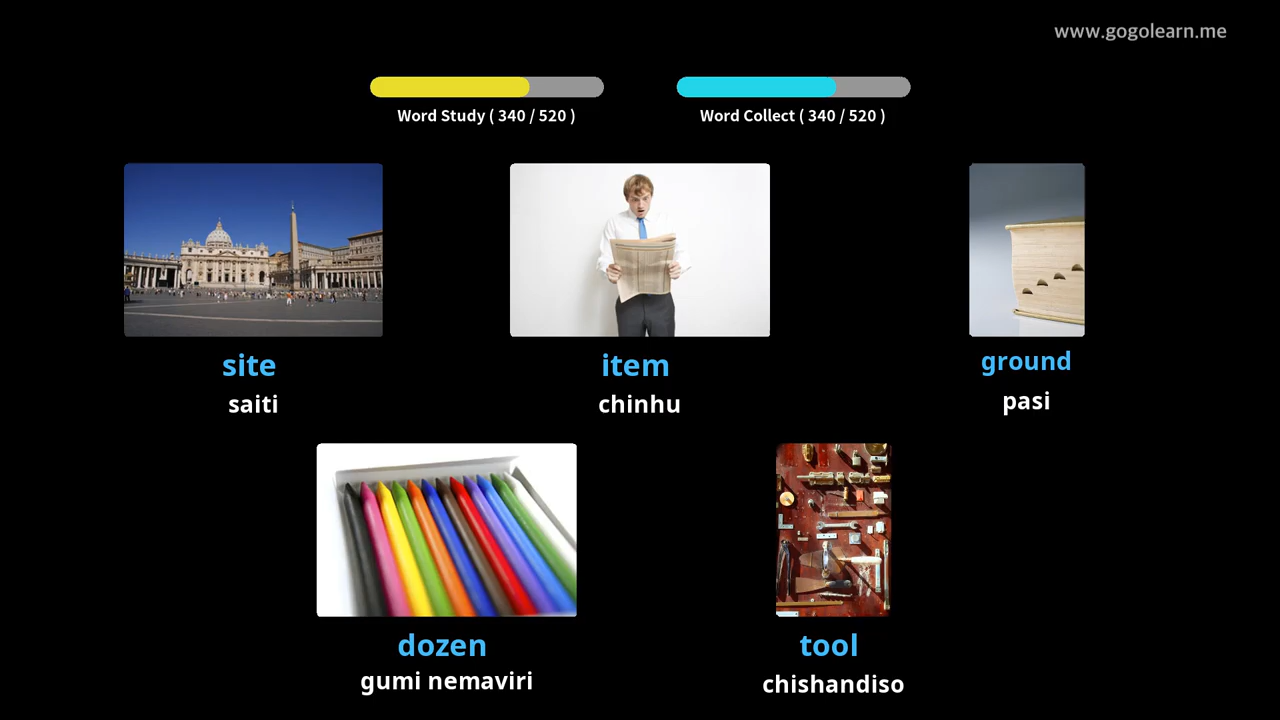 www.gogolearn.me
Word Study ( 340 / 520 )
Word Collect ( 340 / 520 )
site
saiti
item
chinhu
ground
pasi
dozen
gumi nemaviri
tool
chishandiso